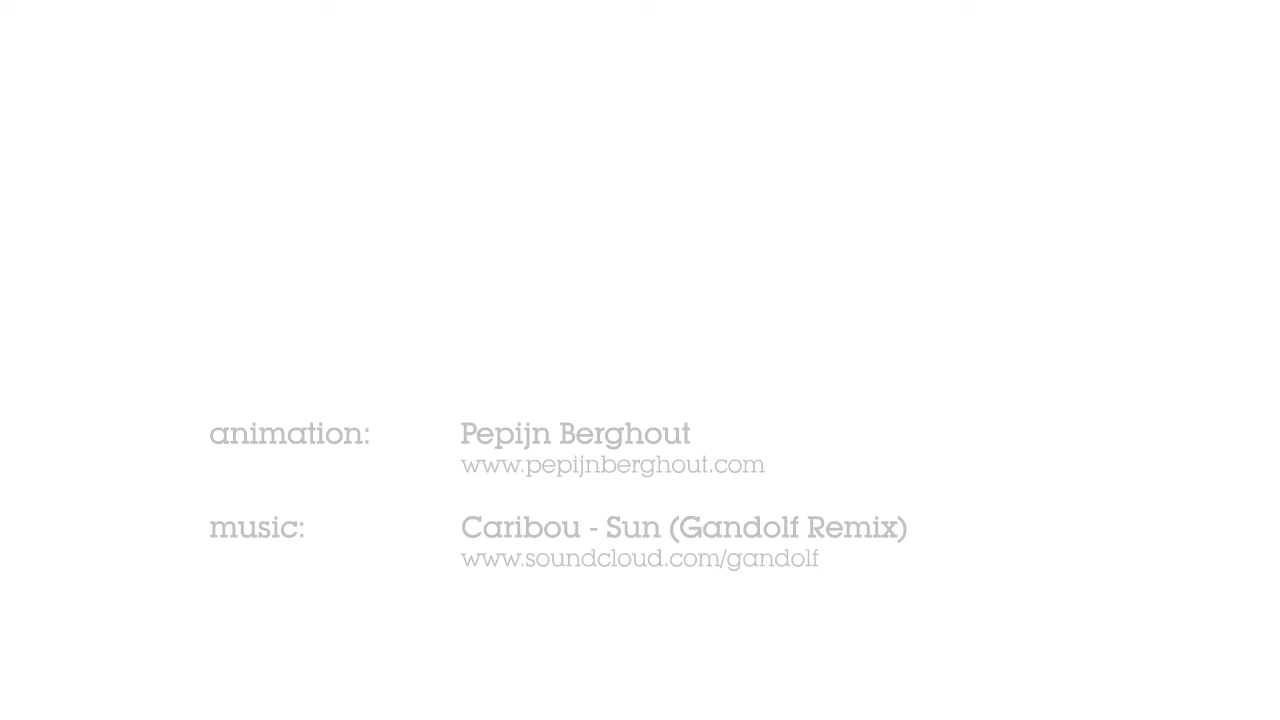 animation: Pepijn Berghout
www.pepijnberghout.com
music: Caribou - Sun (Gandolf Remix)
www.soundcloud.com/gandolf